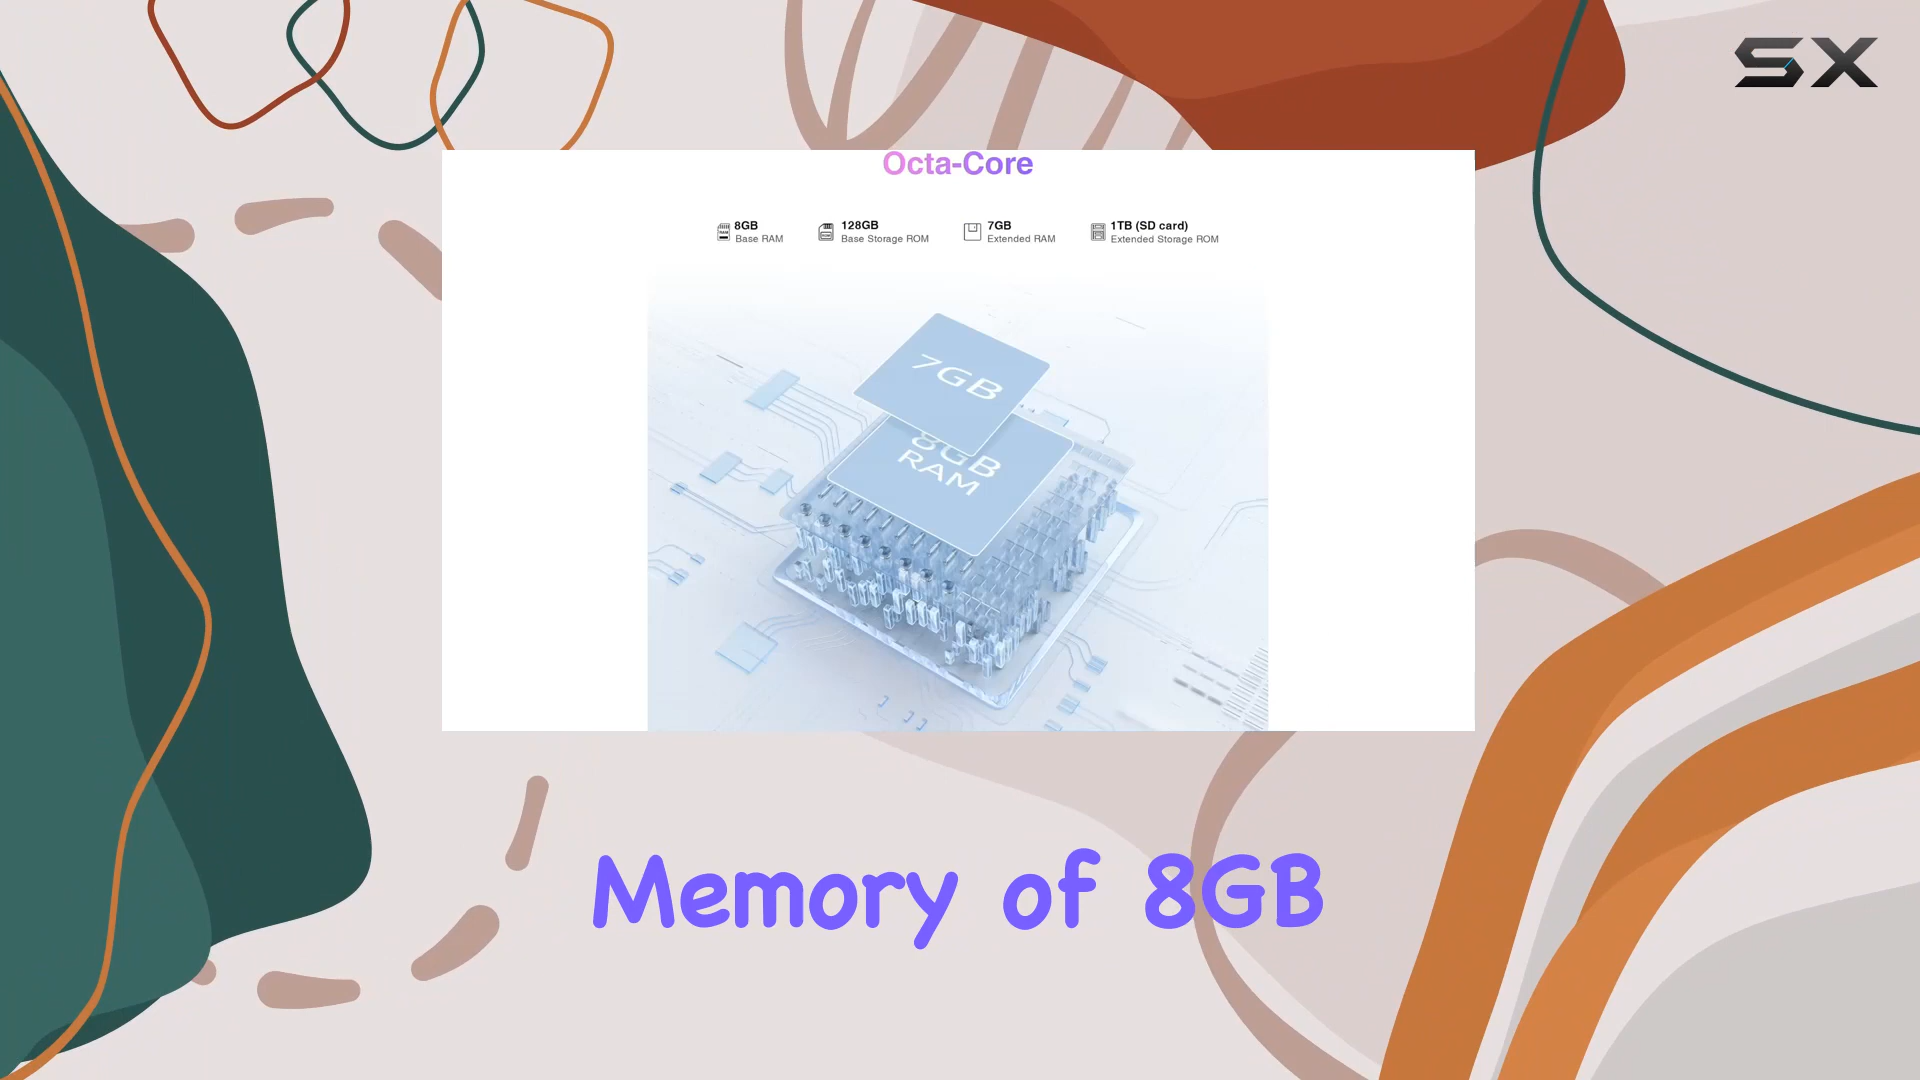 SX
Octa-Core
8GB
Base RAM
128GB
Base Storage ROM
7GB
Extended RAM
1TB (SD card)
Extended Storage ROM
7GB
8GB
RAM
Memory of 8GB